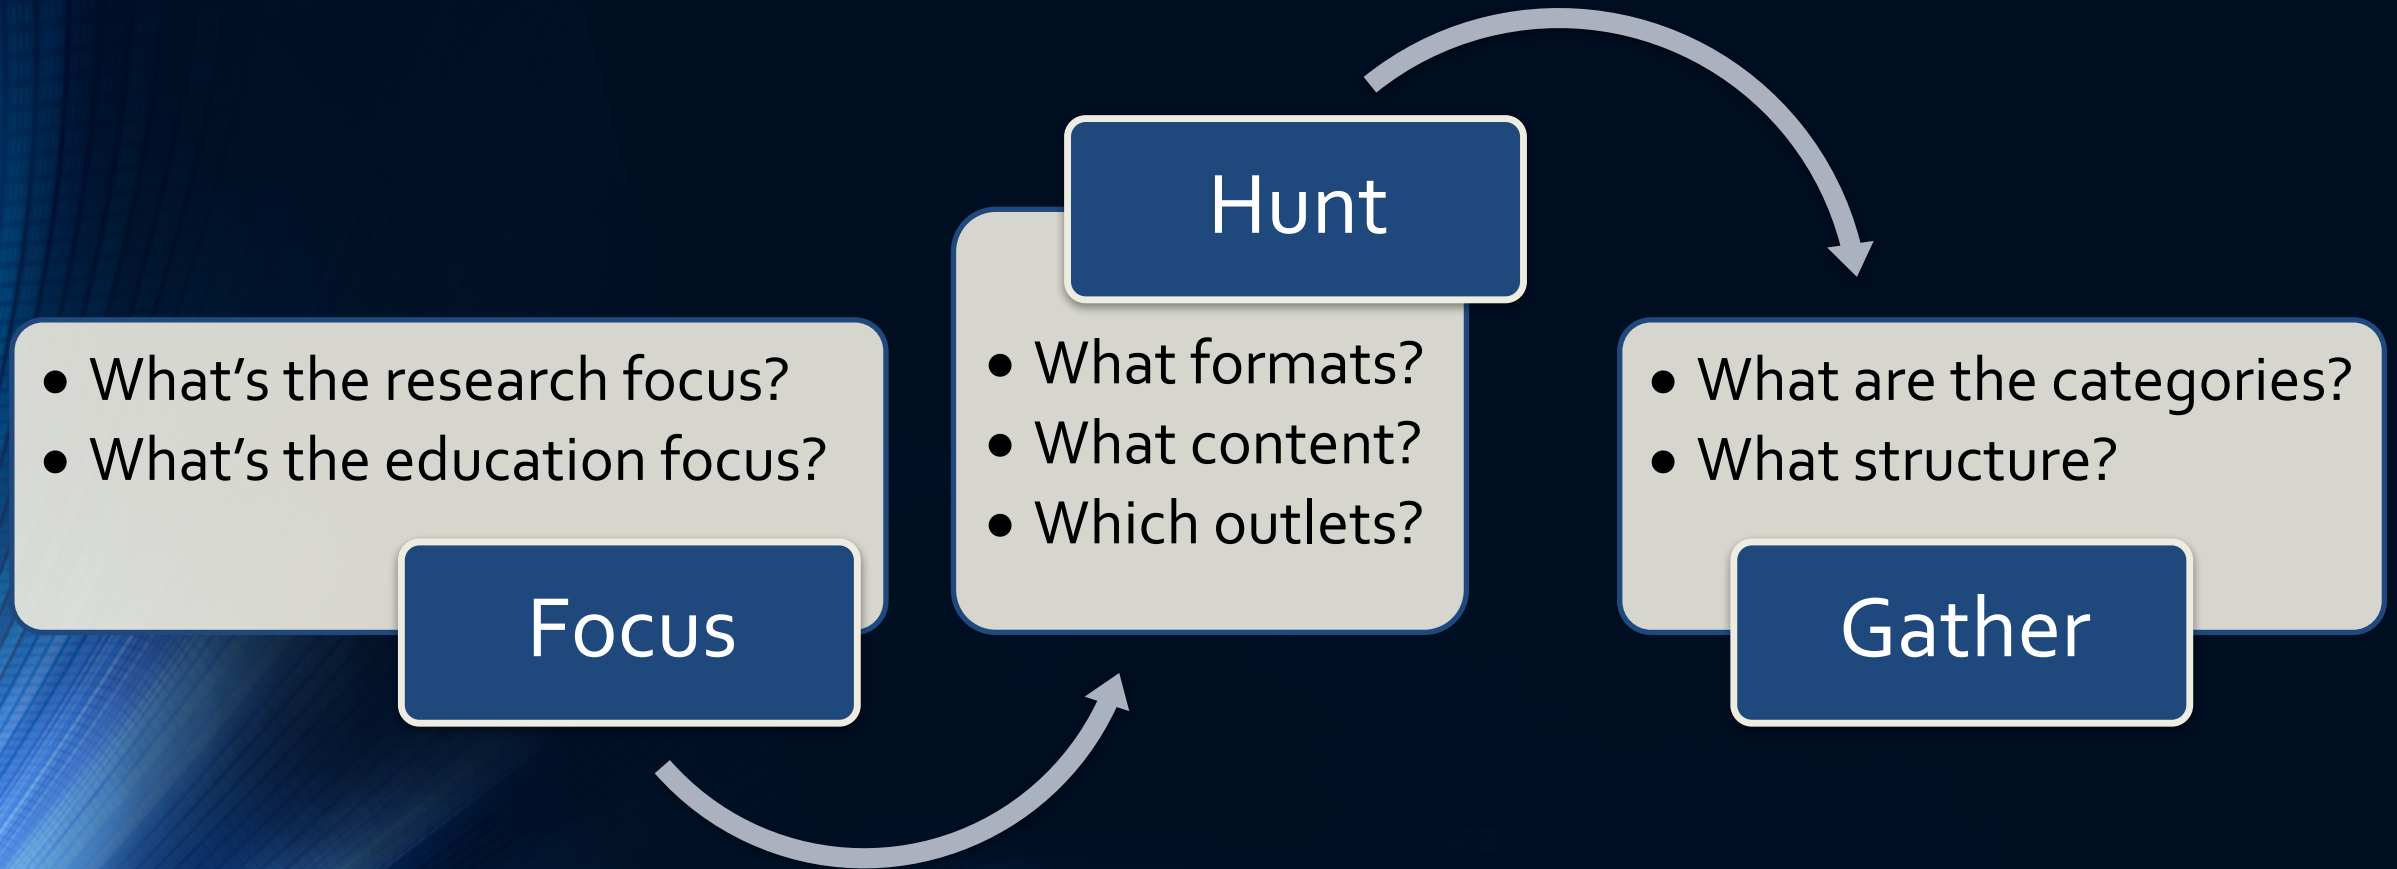 • What’s the research focus?
• What’s the education focus?
Focus
Hunt
• What formats?
• What content?
• Which outlets?
• What are the categories?
• What structure?
Gather